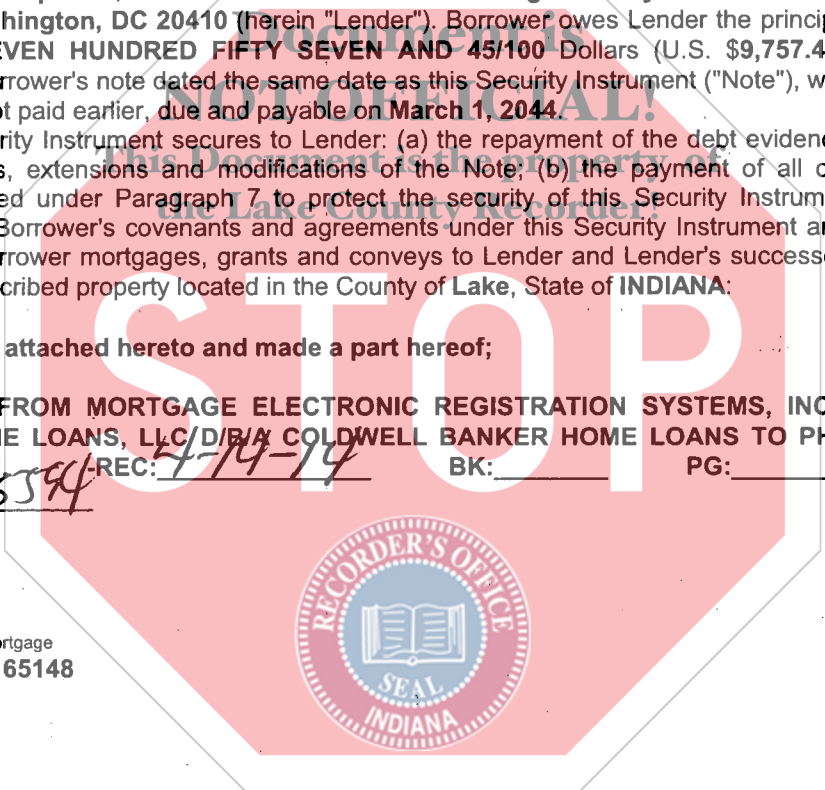 hington, DC 20410 (herein "Lender"). Borrower owes Lender the princip
EVEN HUNDRED FIFTY SEVEN AND 45/100 Dollars (U.S. $9,757.4
rrower's note dated the same date as this Security Instrument ("Note"), w
t paid earlier, due and payable on March 1, 2044.
rity Instrument secures to Lender: (a) the repayment of the debt eviden
s, extensions and modifications of the Note; (b) the payment of all
ed under Paragraph 7 to protect the security of this Security Instrum
Borrower's covenants and agreements under this Security Instrument a
rrower mortgages, grants and conveys to Lender and Lender's success
cribed property located in the County of Lake, State of INDIANA:
Document is
NOT OFFICIAL!
This Document is the property of
the Lake County Recorder!
STOP
attached hereto and made a part hereof;
FROM MORTGAGE ELECTRONIC REGISTRATION SYSTEMS, INC
E LOANS, LLC/D/B/A COLDWELL BANKER HOME LOANS TO PH
REC: 4-14-14 BK: PG:
RECORDER'S OFFICE
SEAL
INDIANA
rtgage
65148